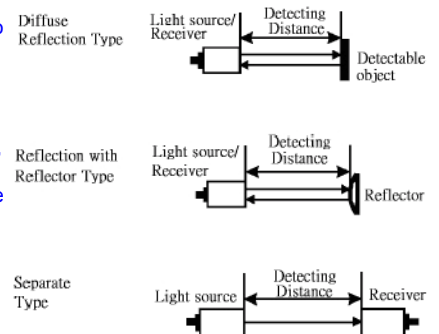 Diffuse
Reflection Type
Light source/
Receiver
Detecting
Distance
Detectable
object
Reflection with
Reflector Type
Light source/
Receiver
Detecting
Distance
Reflector
Separate
Type
Light source
Detecting
Distance
Receiver